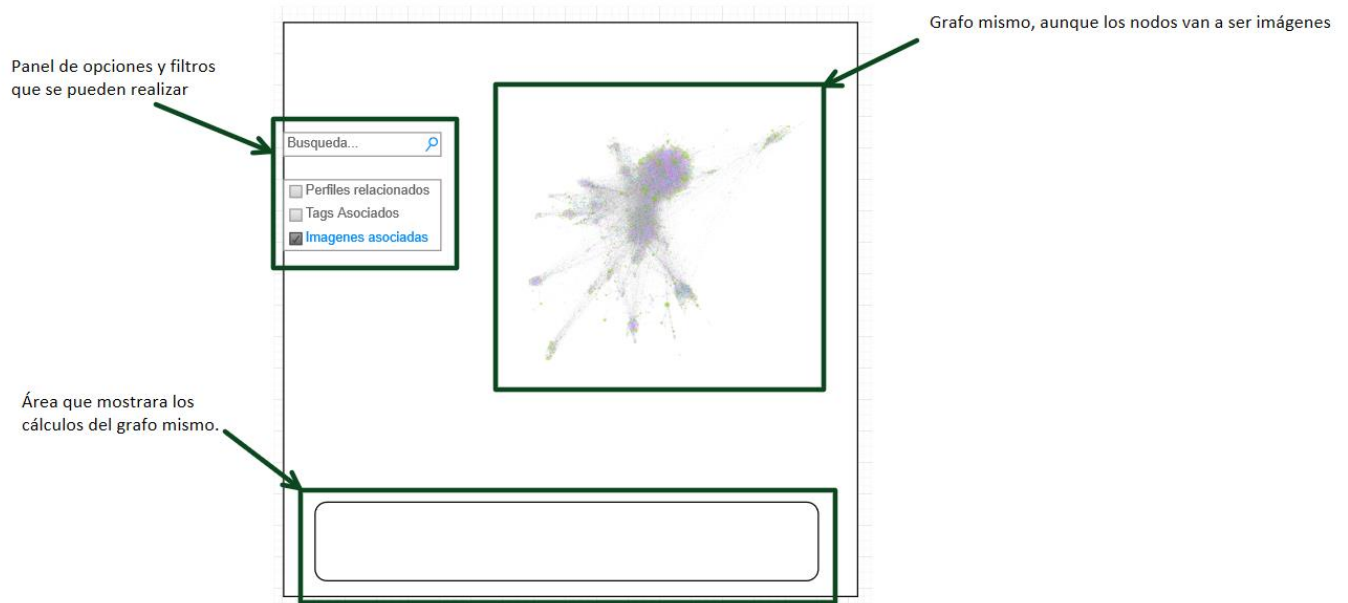 Grafo mismo, aunque los nodos van a ser imágenes
Panel de opciones y filtros
que se pueden realizar
Busqueda...
Perfiles relacionados
Tags Asociados
Imagenes asociadas
Área que mostrara los
cálculos del grafo mismo.